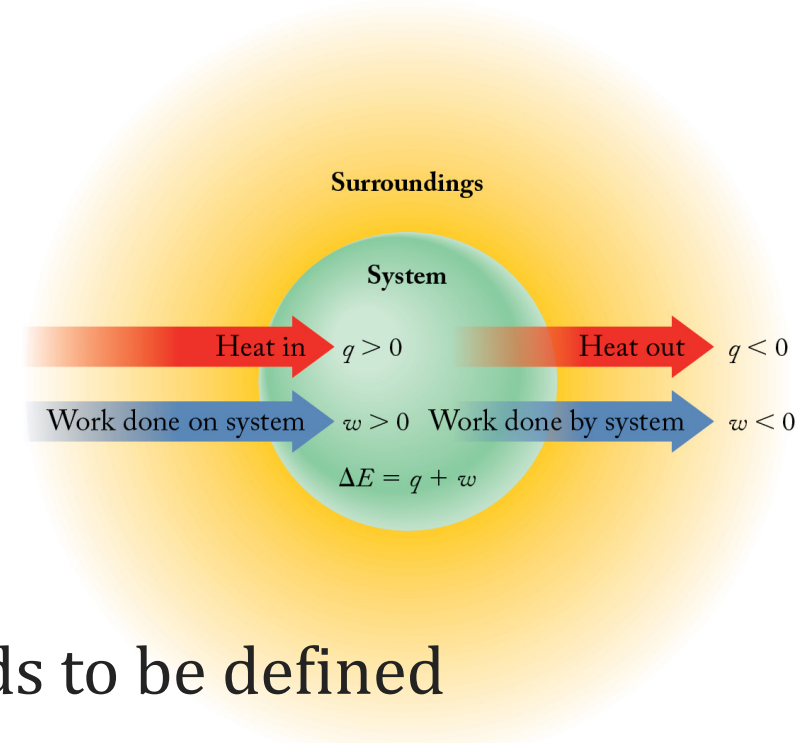 Surroundings
System
Heat in q > 0 Heat out q < 0
Work done on system w > 0 Work done by system w < 0
ΔE = q + w
ds to be defined